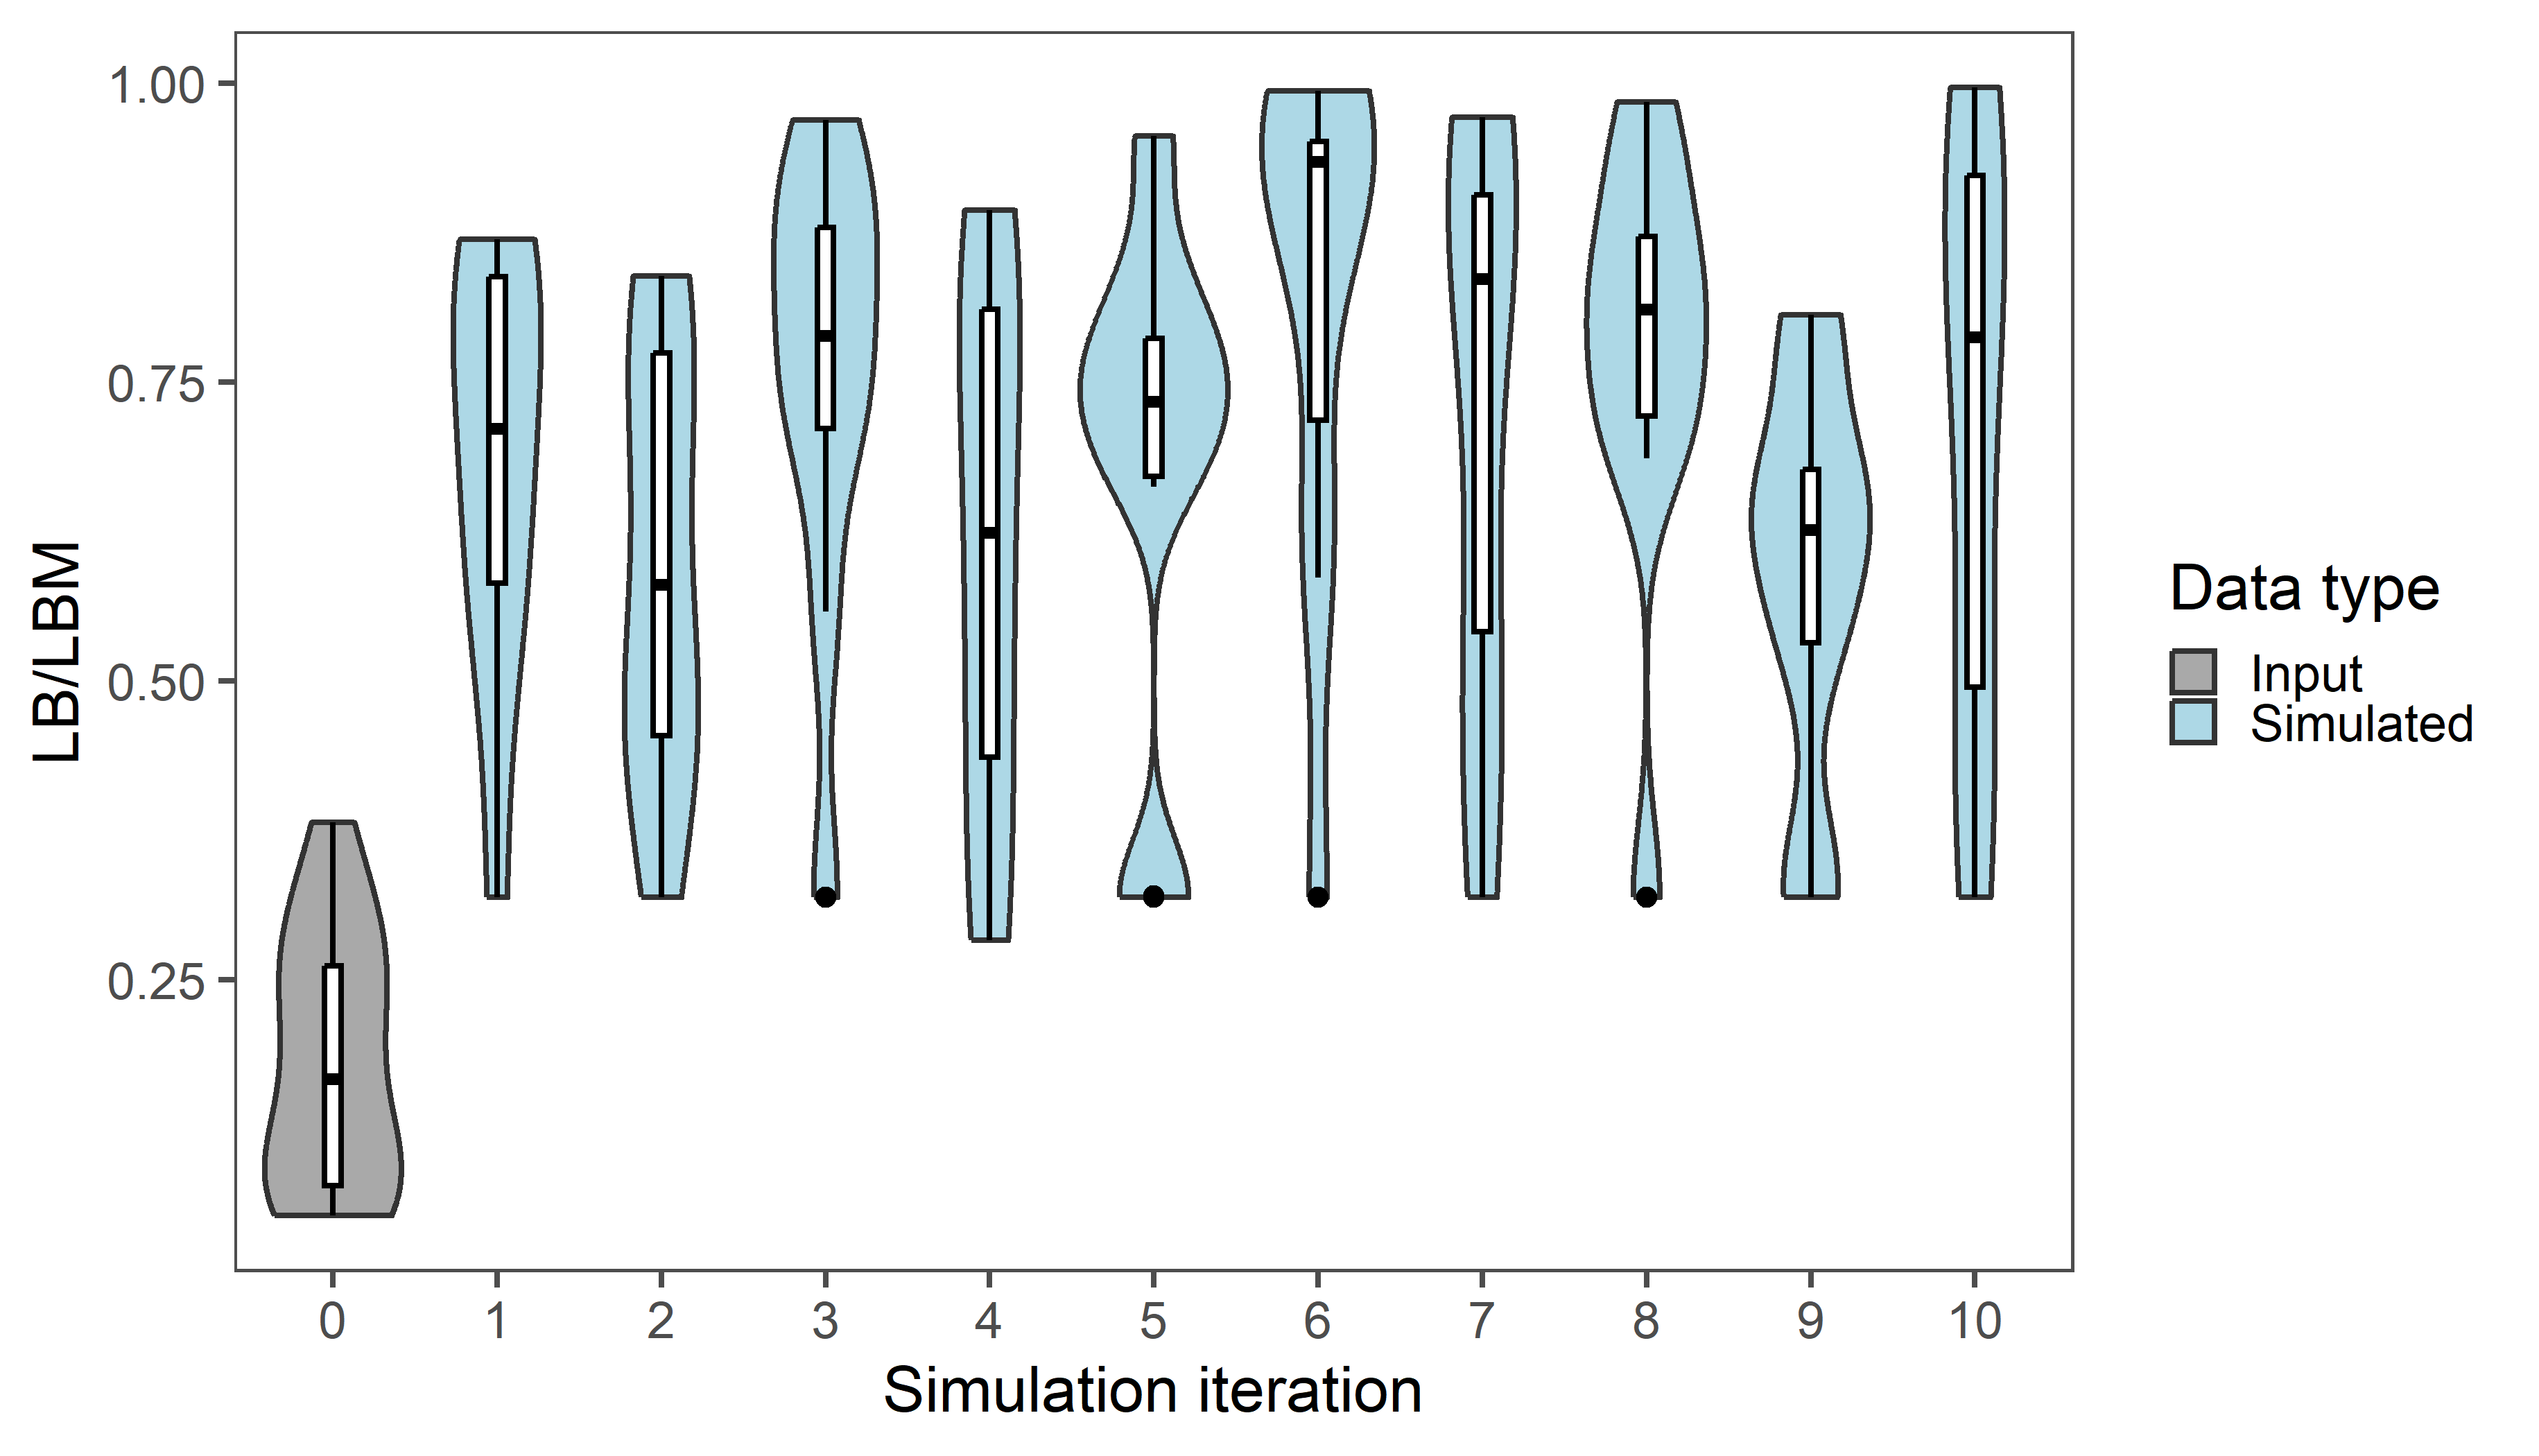 1.00
0.75
0.50
0.25
LB/LBM
0 1 2 3 4 5 6 7 8 9 10
Simulation iteration
Data type
Input
Simulated